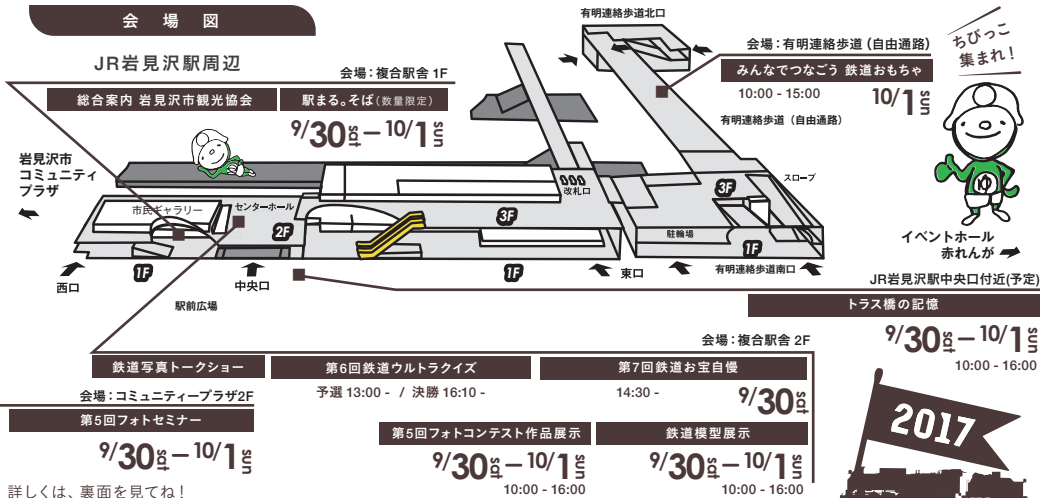 会場図
JR岩見沢駅周辺
会場：複合駅舎 1F
総合案内 岩見沢市観光協会
駅まる。そば（数量限定）
9/30 sat – 10/1 sun
有明連絡歩道北口
会場：有明連絡歩道（自由通路）
みんなでつなごう 鉄道おもちゃ
10:00 - 15:00
10/1 sun
有明連絡歩道（自由通路）
ちびっこ
集まれ！
岩見沢市
コミュニティ
プラザ
市民ギャラリー
センターホール
2F
3F
改札口
3F
スロープ
駐輪場
1F
1F
1F
西口
中央口
東口
有明連絡歩道南口
駅前広場
イベントホール
赤れんが
JR岩見沢駅中央口付近(予定)
トラス橋の記憶
9/30 sat – 10/1 sun
10:00 - 16:00
会場：複合駅舎 2F
鉄道写真トークショー
第6回鉄道ウルトラクイズ
予選 13:00 - / 決勝 16:10 -
第7回鉄道お宝自慢
14:30 -
9/30 sat
会場：コミュニティープラザ2F
第5回フォトセミナー
9/30 sat – 10/1 sun
第5回フォトコンテスト作品展示
9/30 sat – 10/1 sun
10:00 - 16:00
鉄道模型展示
9/30 sat – 10/1 sun
10:00 - 16:00
2017
詳しくは、裏面を見てね！